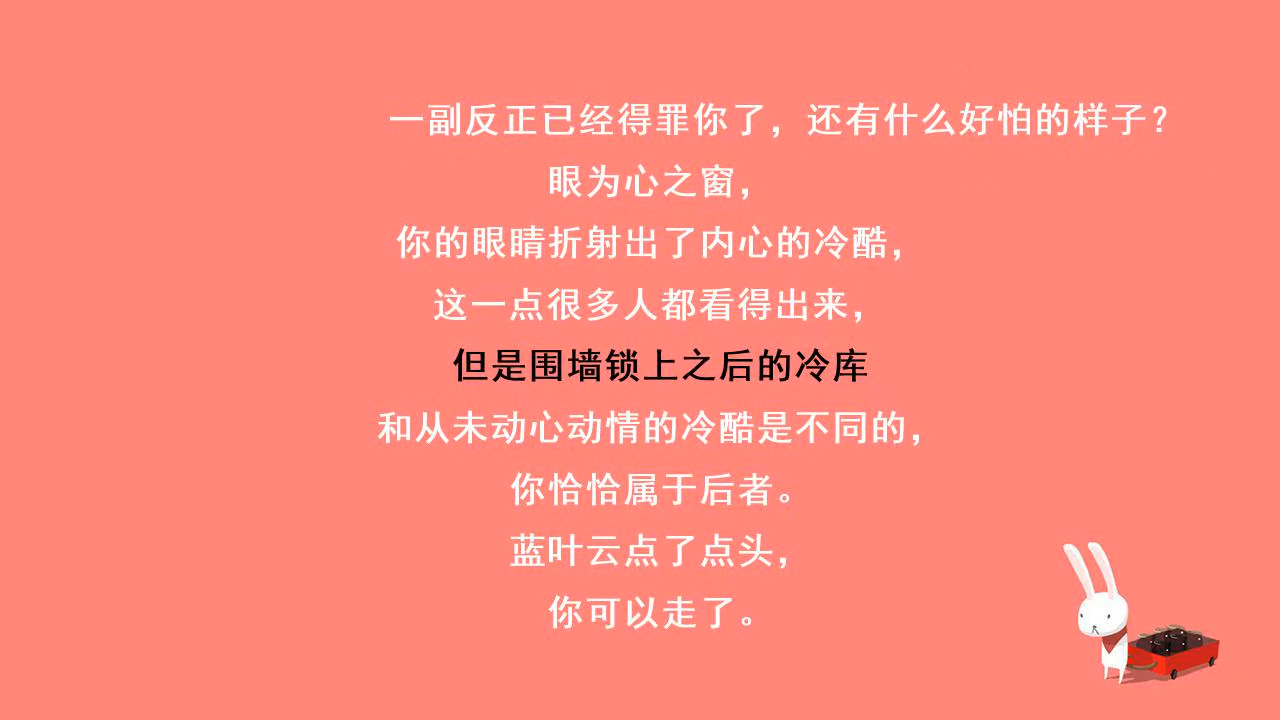 一副反正已经得罪你了，还有什么好怕的样子？
眼为心之窗，
你的眼睛折射出了内心的冷酷，
这一点很多人都看得出来，
但是围墙锁上之后的冷库
和从未动心动情的冷酷是不同的，
你恰恰属于后者。
蓝叶云点了点头，
你可以走了。